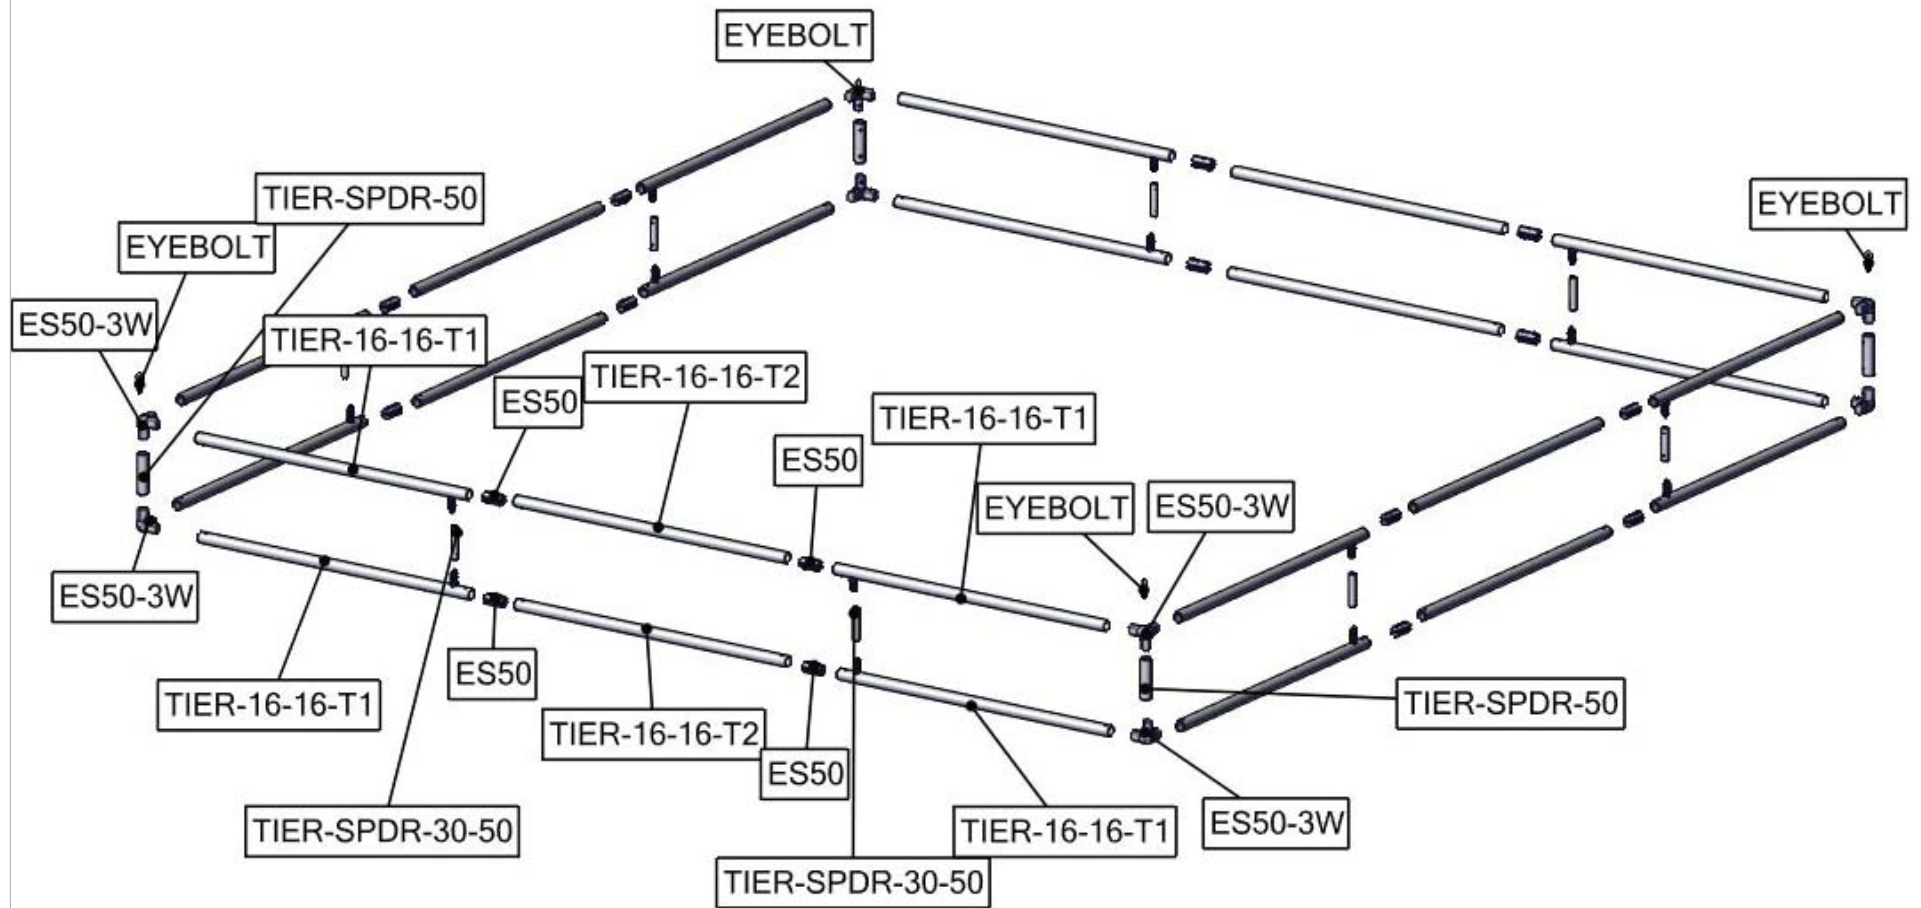 EYEBOLT
TIER-SPDR-50
EYEBOLT
EYEBOLT
ES50-3W
TIER-16-16-T1
TIER-16-16-T2
ES50
TIER-16-16-T1
ES50
EYEBOLT
ES50-3W
ES50-3W
ES50
TIER-16-16-T1
TIER-SPDR-50
TIER-16-16-T2
ES50
TIER-SPDR-30-50
TIER-16-16-T1
ES50-3W
TIER-SPDR-30-50